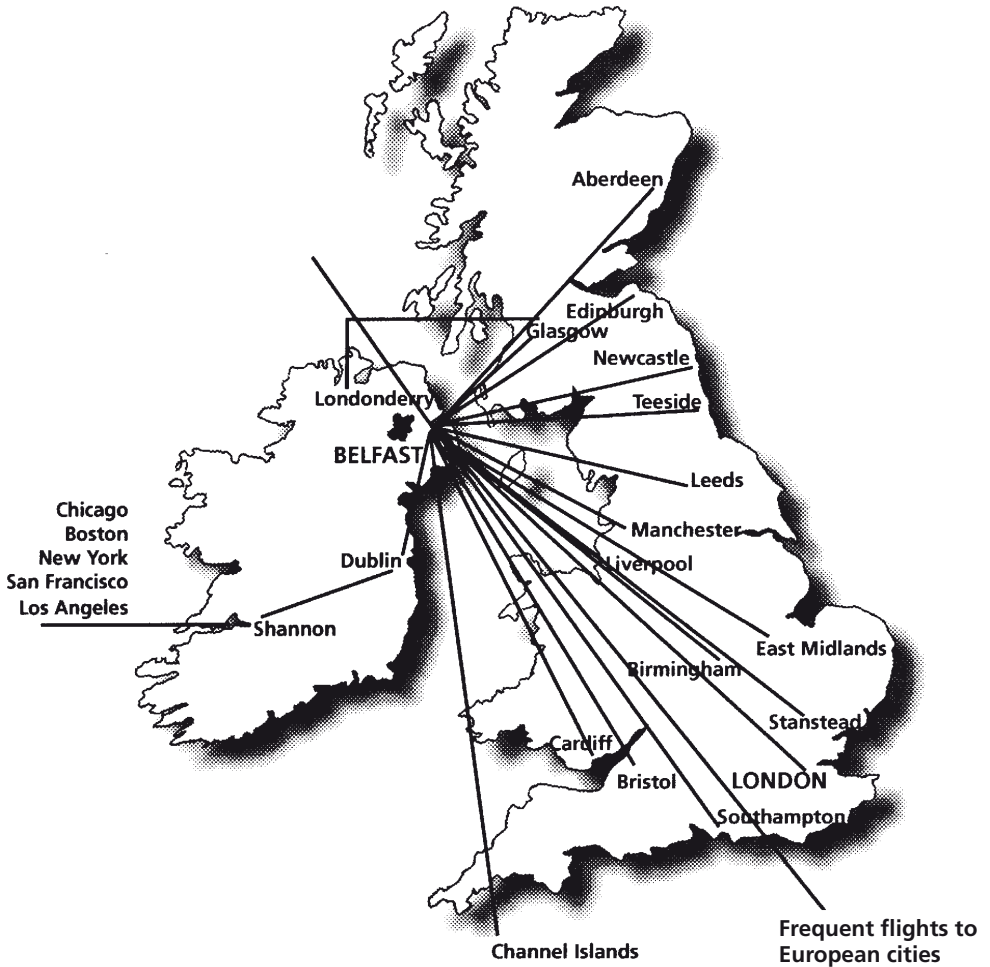 Aberdeen
Edinburgh
Glasgow
Newcastle
Londonderry
Teeside
BELFAST
Leeds
Chicago
Boston
New York
San Francisco
Los Angeles
Manchester
Dublin
Liverpool
Shannon
East Midlands
Birmingham
Stanstead
Cardiff
Bristol
LONDON
Southampton
Frequent flights to
European cities
Channel Islands